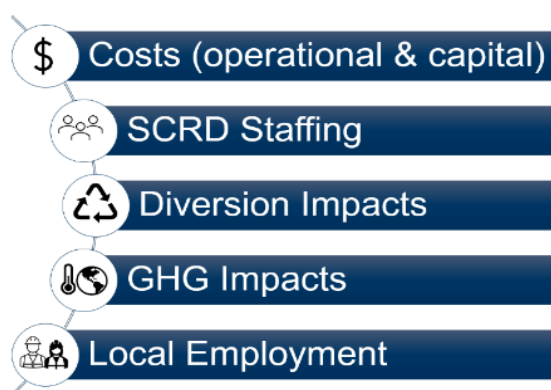 $ Costs (operational & capital)
SCRD Staffing
Diversion Impacts
GHG Impacts
Local Employment